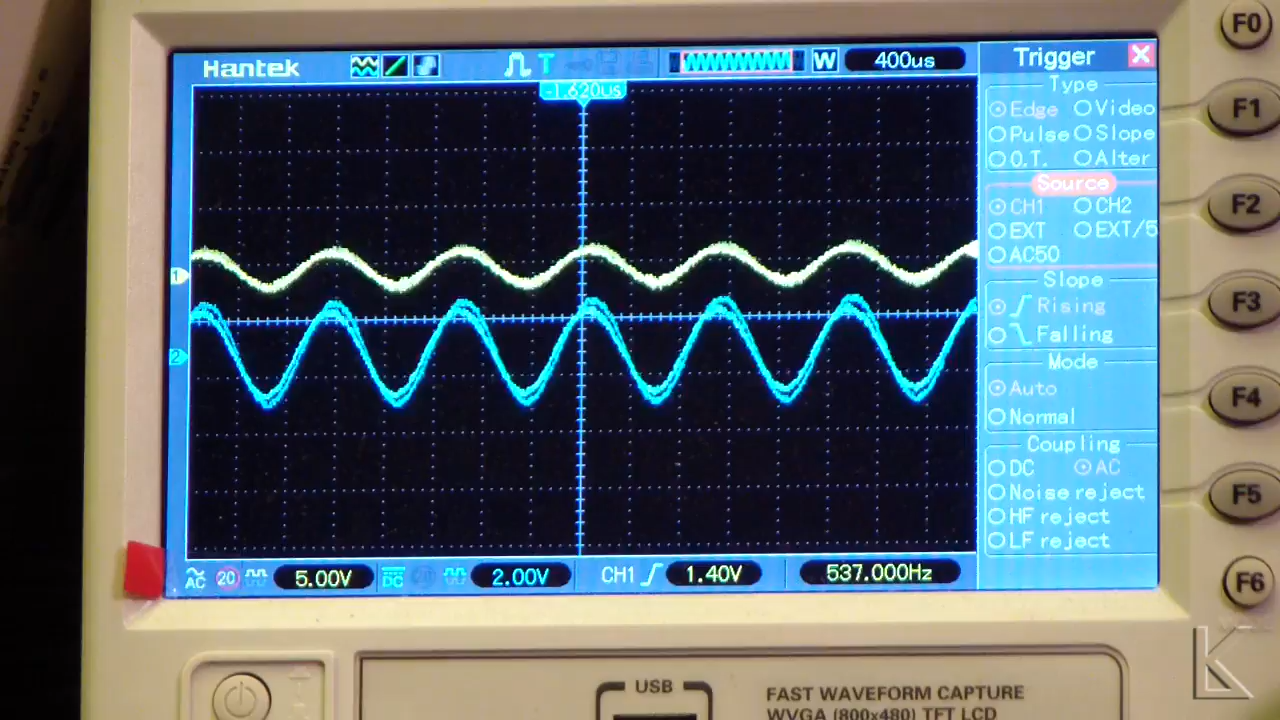 Hantek
T
W
400us
Trigger
-1.620us
Type
Edge Video
Pulse Slope
O.T. Alter
Source
CH1 CH2
EXT EXT/5
AC50
Slope
Rising
Falling
Mode
Auto
Normal
Coupling
DC AC
Noise reject
HF reject
LF reject
1
2
AC 20 5.00V DC 20 2.00V CH1 1.40V 537.000Hz
F0
F1
F2
F3
F4
F5
F6
USB
FAST WAVEFORM CAPTURE
WVGA (800x480) TFT LCD
K